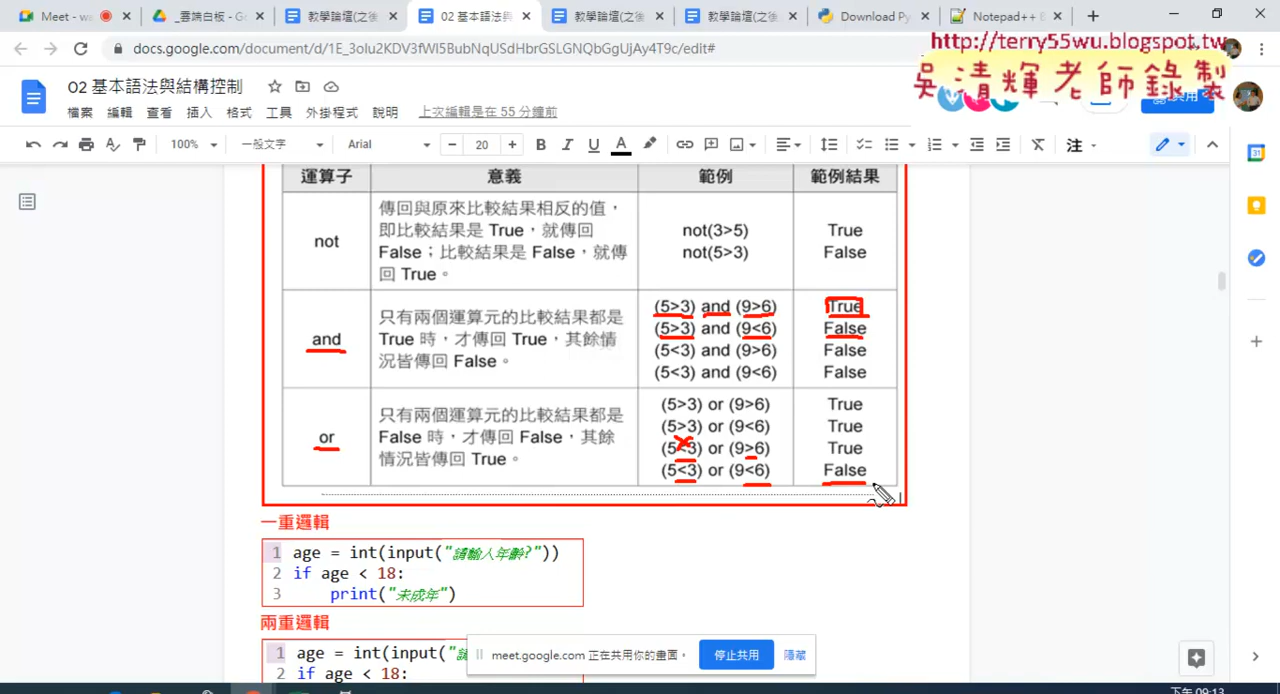 Meet - wa
_雲端白板 - Go
教學論壇(之後
02 基本語法與
教學論壇(之後
教學論壇(之後
Download Py
Notepad++
docs.google.com/document/d/1E_3oIu2KDV3fWI5BubNqUSdHbrGSLGNQbGgUjAy4T9c/edit#
http://terry55wu.blogspot.tw
吳清輝老師錄製
02 基本語法與結構控制
檔案 編輯 查看 插入 格式 工具 外掛程式 說明 上次編輯是在 55 分鐘前
共用
100% 一般文字 Arial 20 B I U A 注
運算子 意義 範例 範例結果
not
傳回與原來比較結果相反的值，
即比較結果是 True，就傳回
False；比較結果是 False，就傳
回 True。
not(3>5) True
not(5>3) False
and
只有兩個運算元的比較結果都是
True 時，才傳回 True，其餘情
況皆傳回 False。
(5>3) and (9>6) True
(5>3) and (9<6) False
(5<3) and (9>6) False
(5<3) and (9<6) False
or
只有兩個運算元的比較結果都是
False 時，才傳回 False，其餘
情況皆傳回 True。
(5>3) or (9>6) True
(5>3) or (9<6) True
(5<3) or (9>6) True
(5<3) or (9<6) False
一重邏輯
1 age = int(input("請輸入年齡?"))
2 if age < 18:
3 print("未成年")
兩重邏輯
1 age = int(input("請
2 if age < 18:
meet.google.com 正在共用你的畫面。 停止共用 隱藏
下午 09:13